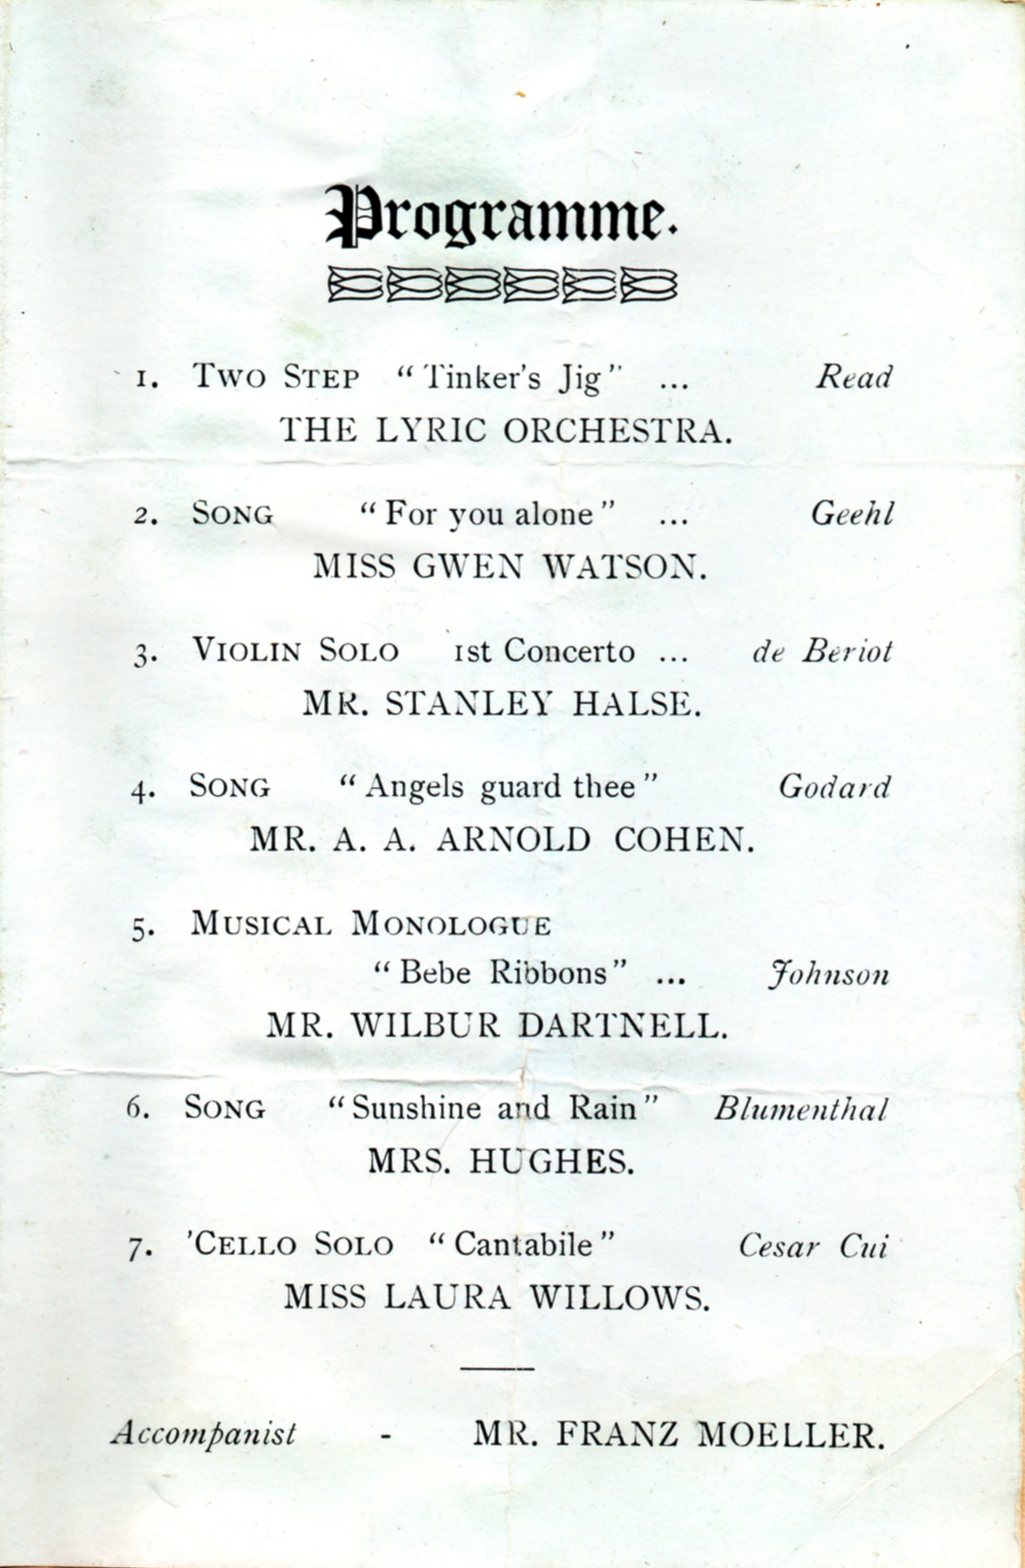 Programme.
1. Two Step "Tinker's Jig" ... Read
THE LYRIC ORCHESTRA.
2. Song "For you alone" ... Geehl
MISS GWEN WATSON.
3. Violin Solo 1st Concerto ... de Beriot
MR. STANLEY HALSE.
4. Song "Angels guard thee" Godard
MR. A. A. ARNOLD COHEN.
5. Musical Monologue
"Bebe Ribbons" ... Johnson
MR. WILBUR DARTNELL.
6. Song "Sunshine and Rain" Blumenthal
MRS. HUGHES.
7. 'Cello Solo "Cantabile" Cesar Cui
MISS LAURA WILLOWS.
Accompanist - MR. FRANZ MOELLER.